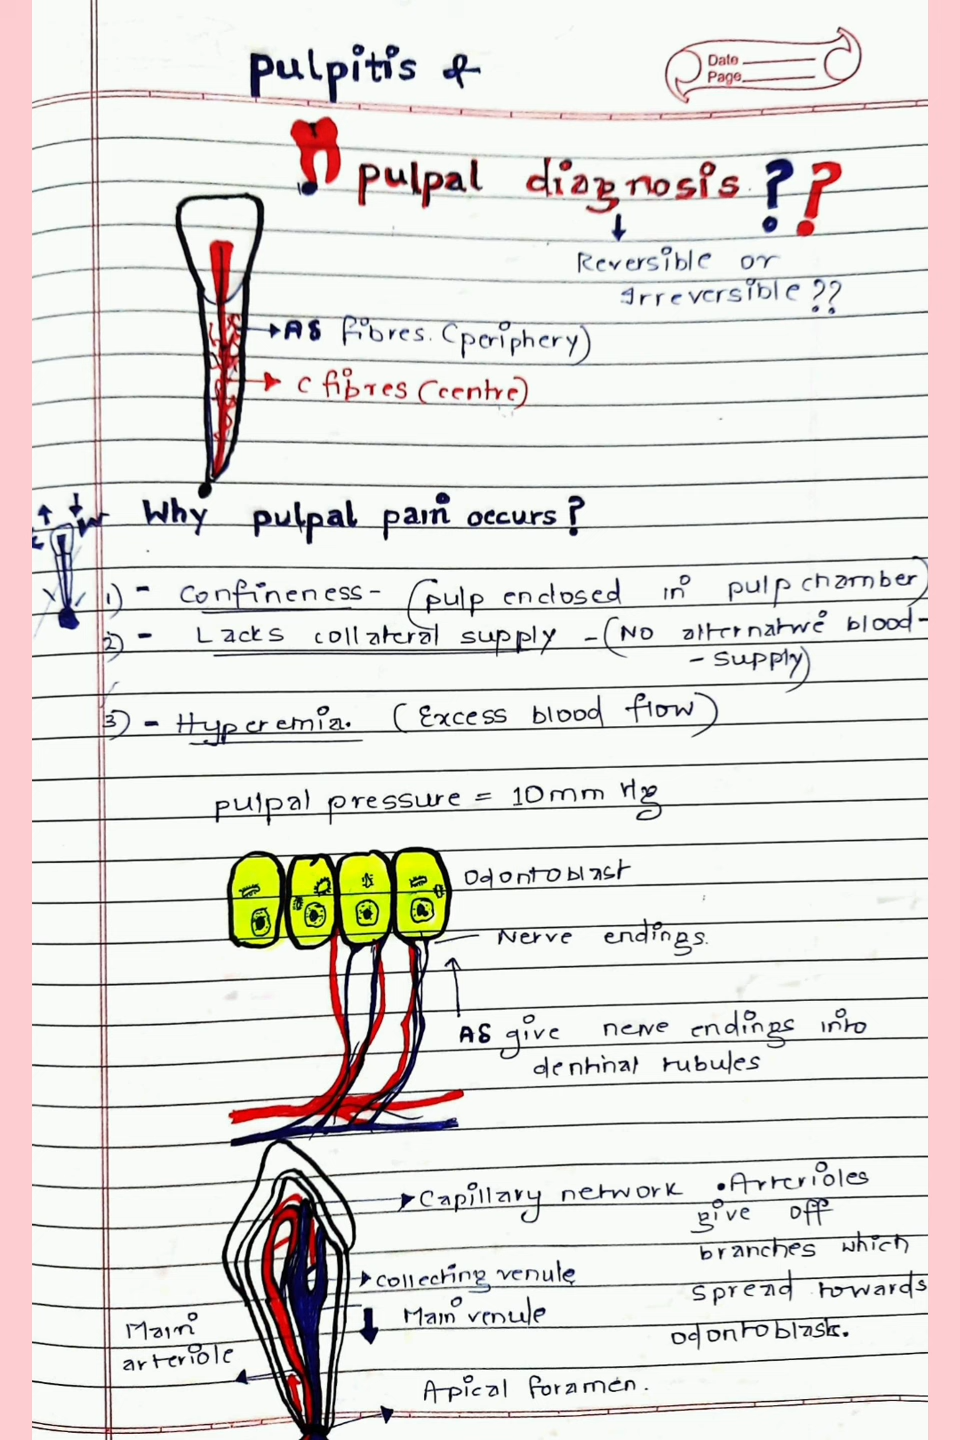 pulpitis &
Date
Page
pulpal diagnosis ??
Reversible or
Irreversible ??
Aδ fibres. (periphery)
C fibres (centre)
Why pulpal pain occurs?
1) - Confineness - (pulp enclosed in pulp chamber)
2) - Lacks collateral supply - (No alternative blood-
- supply)
3) - Hyperemia. (Excess blood flow)
pulpal pressure = 10mm Hg
Odontoblast
Nerve endings.
Aδ give nerve endings into
dentinal tubules
Capillary network
• Arterioles
give off
branches which
spread towards
odontoblasts.
collecting venule
Main venule
Main
arteriole
Apical foramen.